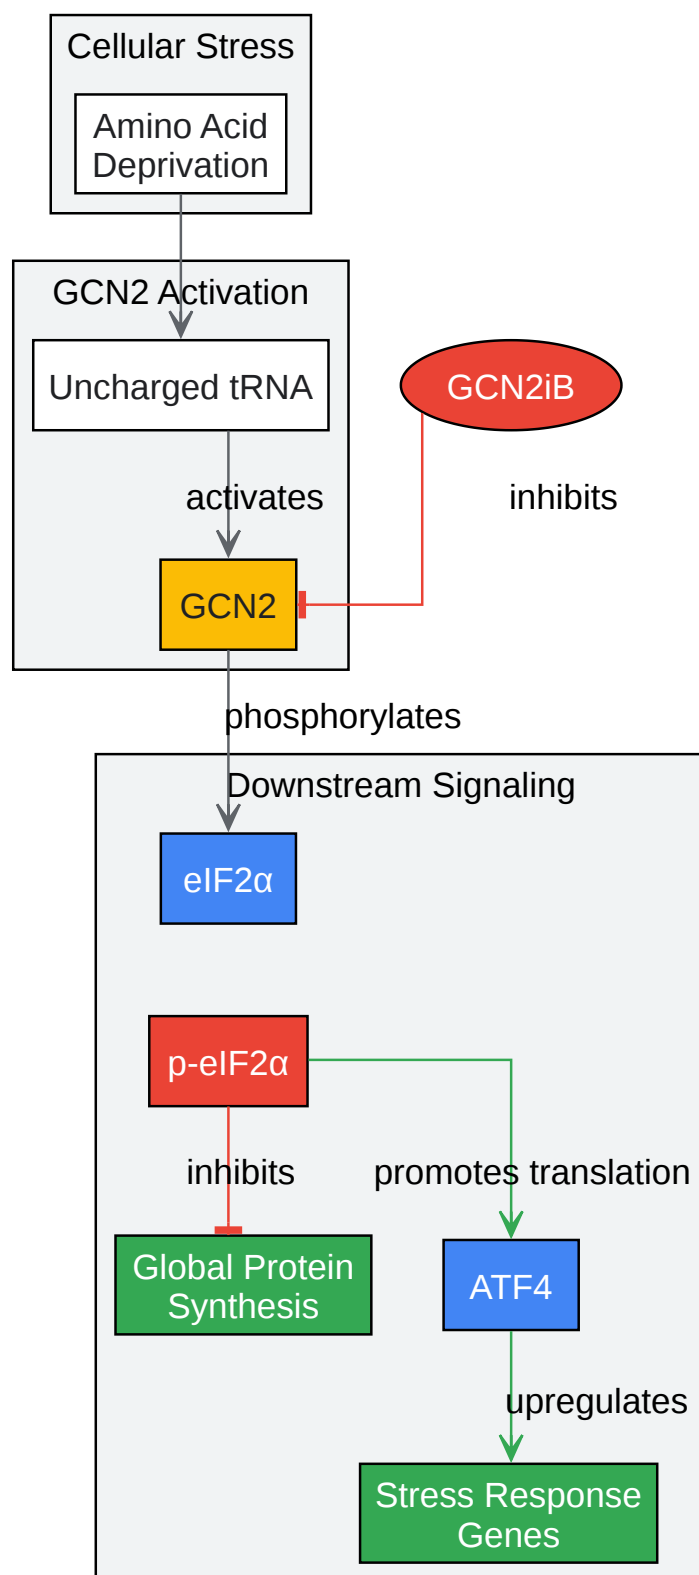 Cellular Stress
Amino Acid
Deprivation
GCN2 Activation
Uncharged tRNA
GCN2iB
activates
inhibits
GCN2
phosphorylates
Downstream Signaling
eIF2α
p-eIF2α
inhibits
promotes translation
Global Protein
Synthesis
ATF4
upregulates
Stress Response
Genes